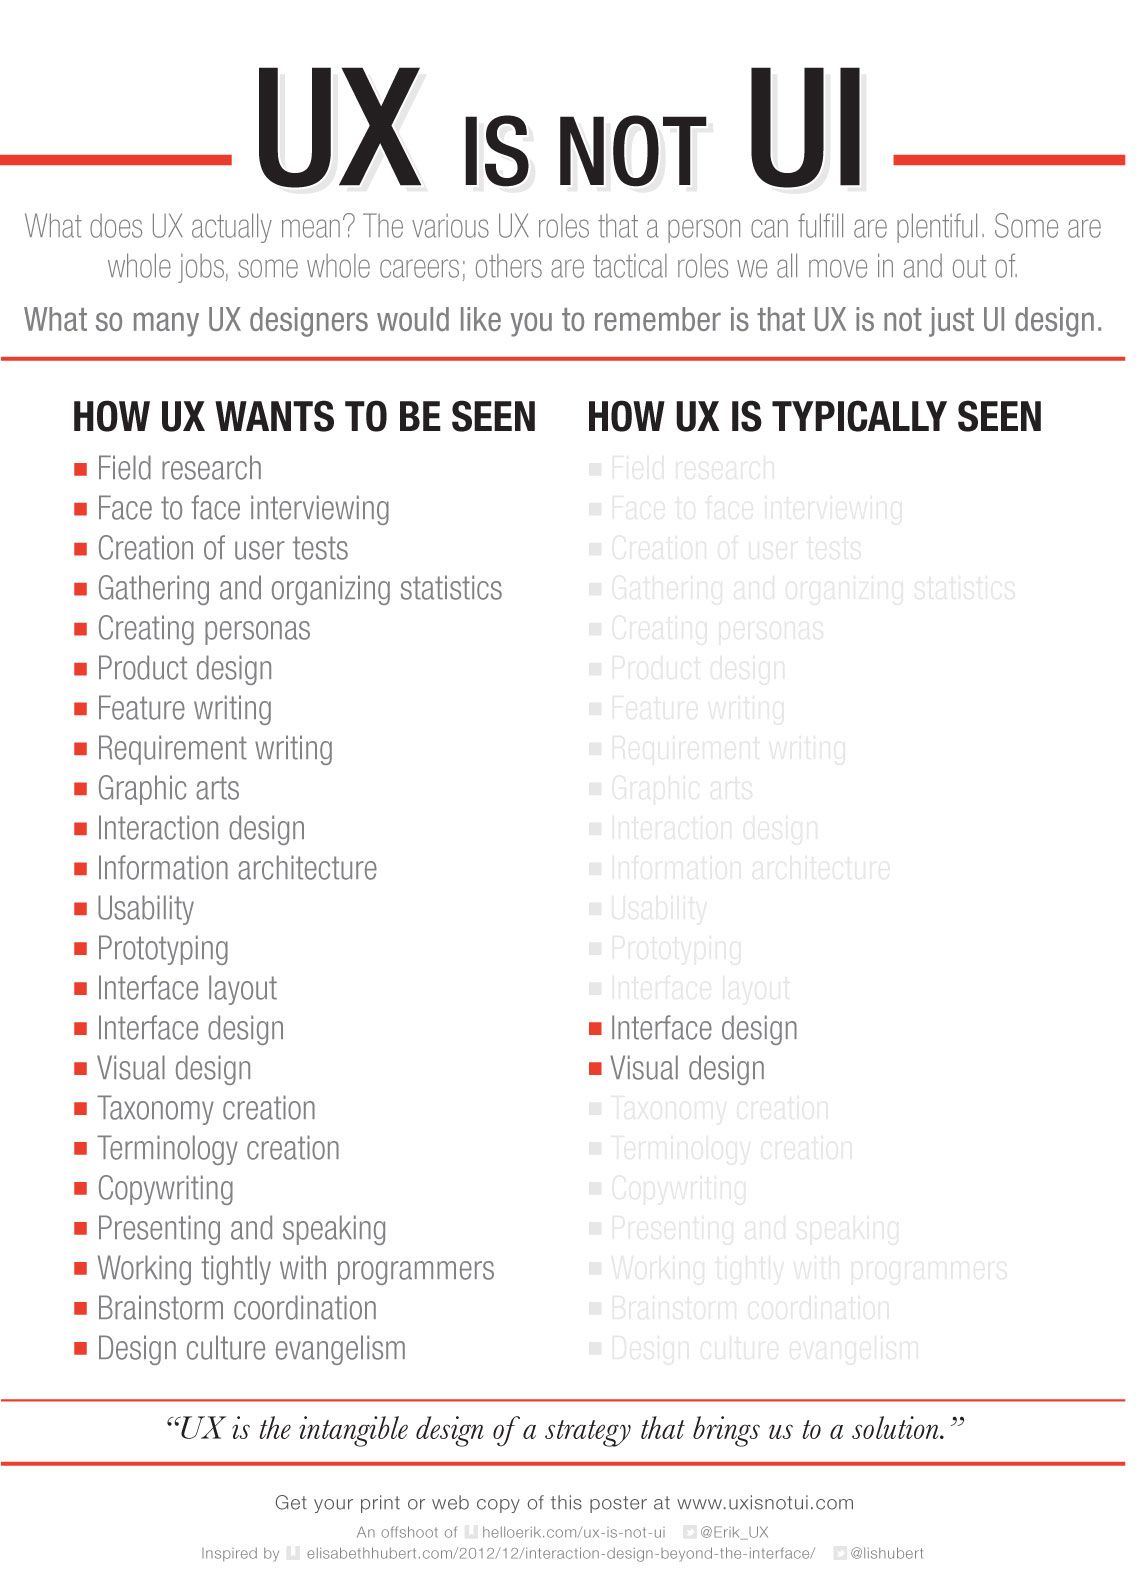 UX IS NOT UI
What does UX actually mean? The various UX roles that a person can fulfill are plentiful. Some are
whole jobs, some whole careers; others are tactical roles we all move in and out of.
What so many UX designers would like you to remember is that UX is not just UI design.
HOW UX WANTS TO BE SEEN
Field research
Face to face interviewing
Creation of user tests
Gathering and organizing statistics
Creating personas
Product design
Feature writing
Requirement writing
Graphic arts
Interaction design
Information architecture
Usability
Prototyping
Interface layout
Interface design
Visual design
Taxonomy creation
Terminology creation
Copywriting
Presenting and speaking
Working tightly with programmers
Brainstorm coordination
Design culture evangelism
HOW UX IS TYPICALLY SEEN
Field research
Face to face interviewing
Creation of user tests
Gathering and organizing statistics
Creating personas
Product design
Feature writing
Requirement writing
Graphic arts
Interaction design
Information architecture
Usability
Prototyping
Interface layout
Interface design
Visual design
Taxonomy creation
Terminology creation
Copywriting
Presenting and speaking
Working tightly with programmers
Brainstorm coordination
Design culture evangelism
“UX is the intangible design of a strategy that brings us to a solution.”
Get your print or web copy of this poster at www.uxisnotui.com
An offshoot of helloerik.com/ux-is-not-ui @Erik_UX
Inspired by elisabethhubert.com/2012/12/interaction-design-beyond-the-interface/ @lishubert